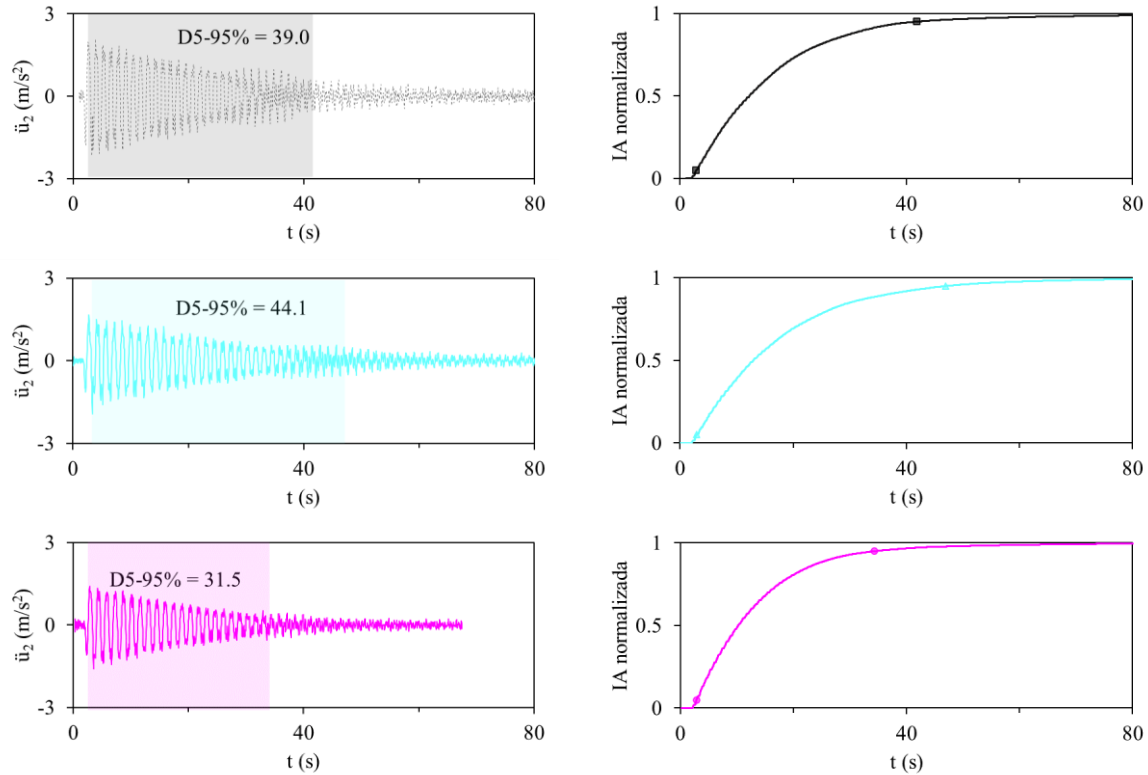 3
D5-95% = 39.0
ü₂ (m/s²)
0
-3
0
40
80
t (s)
1
IA normalizada
0.5
0
0
40
80
t (s)
3
D5-95% = 44.1
ü₂ (m/s²)
0
-3
0
40
80
t (s)
1
IA normalizada
0.5
0
0
40
80
t (s)
3
D5-95% = 31.5
ü₂ (m/s²)
0
-3
0
40
80
t (s)
1
IA normalizada
0.5
0
0
40
80
t (s)